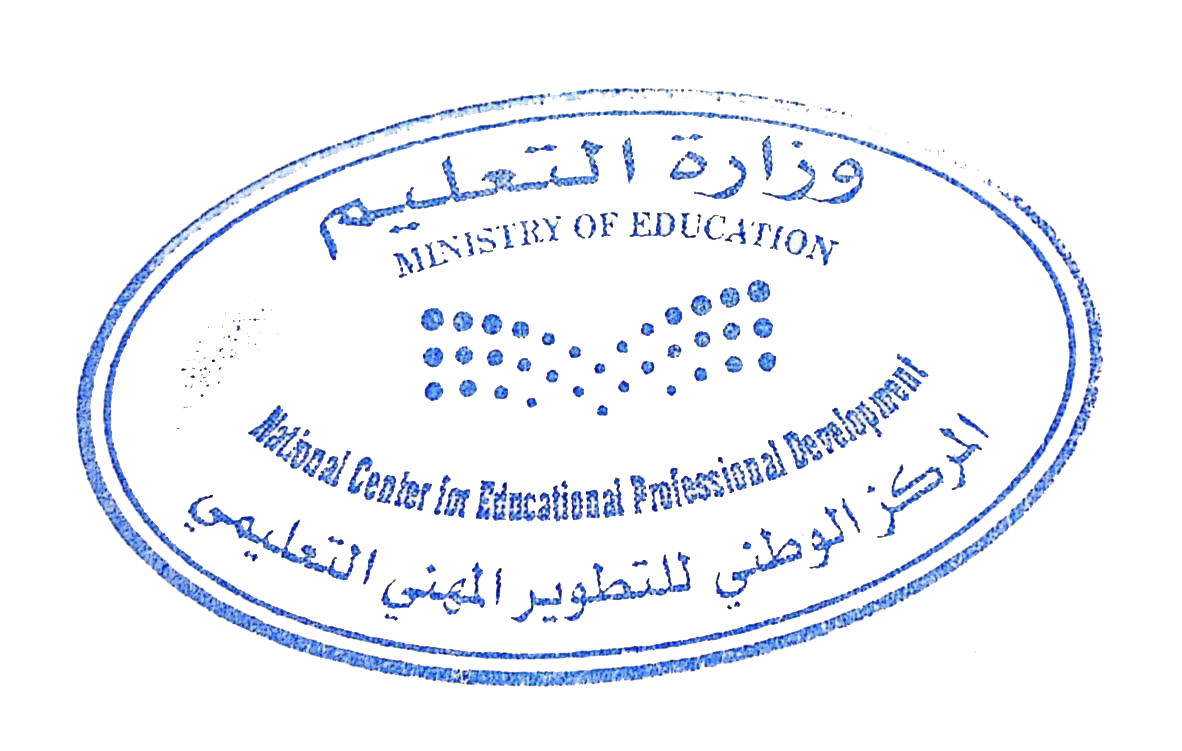 وزارة التعليم
MINISTRY OF EDUCATION
National Center for Educational Professional Development
المركز الوطني للتطوير المهني التعليمي